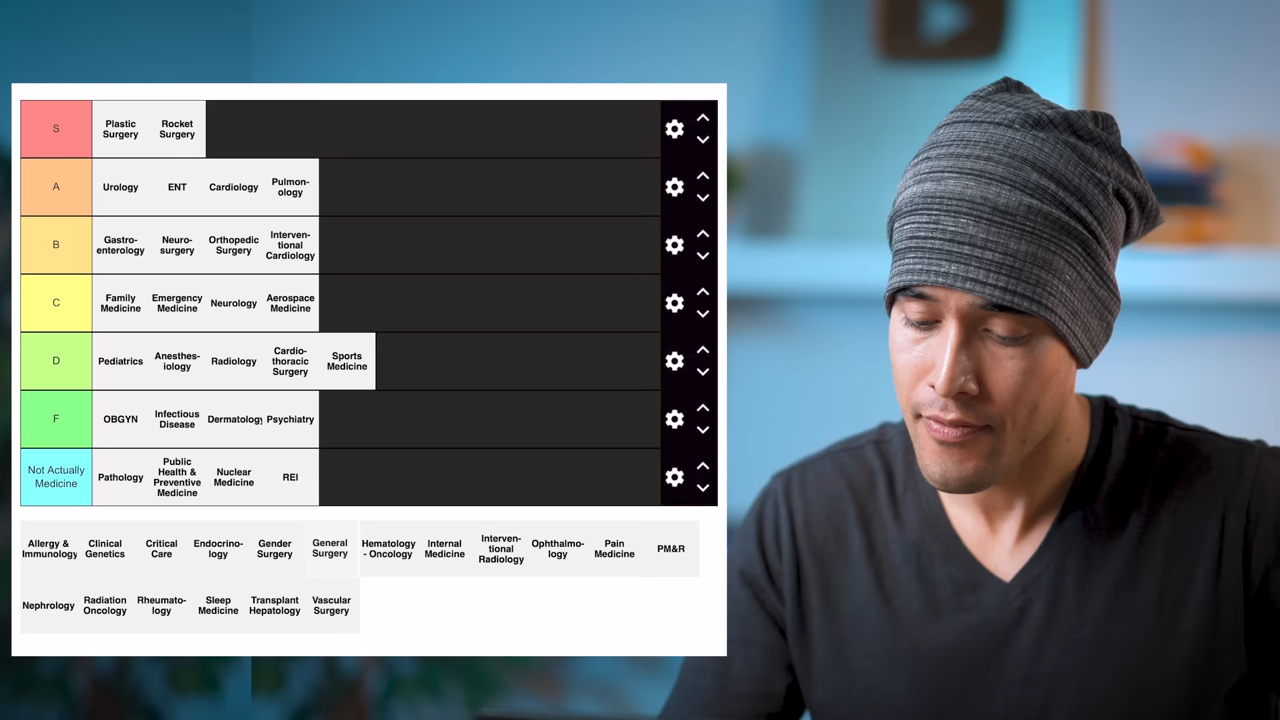 S
Plastic
Surgery
Rocket
Surgery
A
Urology
ENT
Cardiology
Pulmon-
ology
B
Gastro-
enterology
Neuro-
surgery
Orthopedic
Surgery
Interven-
tional
Cardiology
C
Family
Medicine
Emergency
Medicine
Neurology
Aerospace
Medicine
D
Pediatrics
Anesthes-
iology
Radiology
Cardio-
thoracic
Surgery
Sports
Medicine
F
OBGYN
Infectious
Disease
Dermatology
Psychiatry
Not Actually
Medicine
Pathology
Public
Health &
Preventive
Medicine
Nuclear
Medicine
REI
Allergy &
Immunology
Clinical
Genetics
Critical
Care
Endocrino-
logy
Gender
Surgery
General
Surgery
Hematology
- Oncology
Internal
Medicine
Interven-
tional
Radiology
Ophthalmo-
logy
Pain
Medicine
PM&R
Nephrology
Radiation
Oncology
Rheumato-
logy
Sleep
Medicine
Transplant
Hepatology
Vascular
Surgery